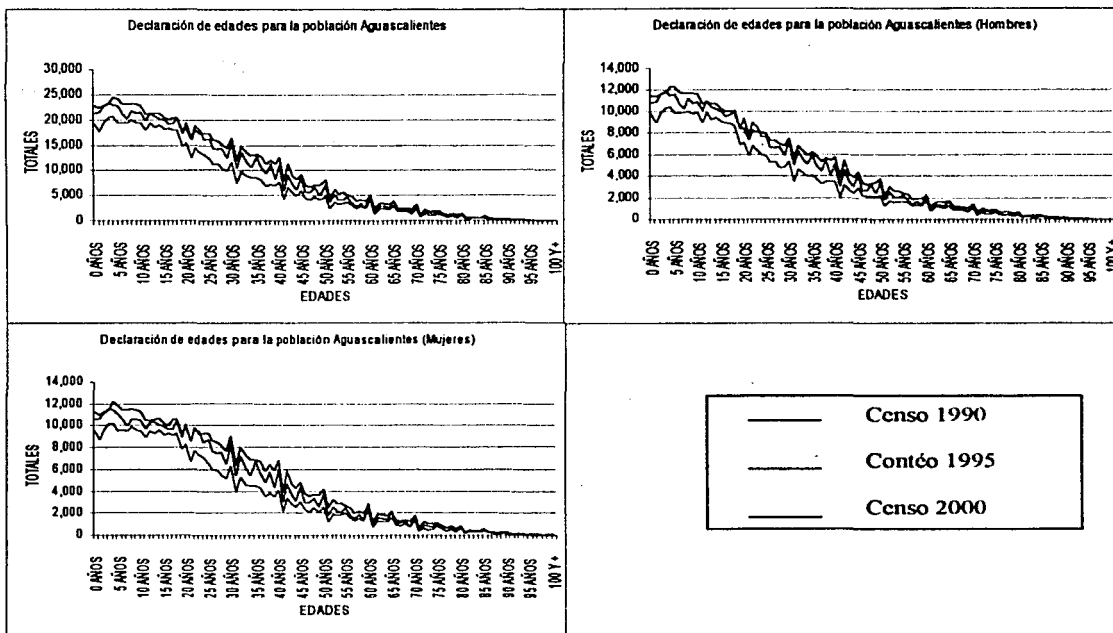 Declaración de edades para la población Aguascalientes
30,000
25,000
20,000
15,000
10,000
5,000
0
TOTALES
0 AÑOS
5 AÑOS
10 AÑOS
15 AÑOS
20 AÑOS
25 AÑOS
30 AÑOS
35 AÑOS
40 AÑOS
45 AÑOS
50 AÑOS
55 AÑOS
60 AÑOS
65 AÑOS
70 AÑOS
75 AÑOS
80 AÑOS
85 AÑOS
90 AÑOS
95 AÑOS
100 Y+
EDADES
Declaración de edades para la población Aguascalientes (Hombres)
14,000
12,000
10,000
8,000
6,000
4,000
2,000
0
TOTALES
0 AÑOS
5 AÑOS
10 AÑOS
15 AÑOS
20 AÑOS
25 AÑOS
30 AÑOS
35 AÑOS
40 AÑOS
45 AÑOS
50 AÑOS
55 AÑOS
60 AÑOS
65 AÑOS
70 AÑOS
75 AÑOS
80 AÑOS
85 AÑOS
90 AÑOS
95 AÑOS
100 Y+
EDADES
Declaración de edades para la población Aguascalientes (Mujeres)
14,000
12,000
10,000
8,000
6,000
4,000
2,000
0
TOTALES
0 AÑOS
5 AÑOS
10 AÑOS
15 AÑOS
20 AÑOS
25 AÑOS
30 AÑOS
35 AÑOS
40 AÑOS
45 AÑOS
50 AÑOS
55 AÑOS
60 AÑOS
65 AÑOS
70 AÑOS
75 AÑOS
80 AÑOS
85 AÑOS
90 AÑOS
95 AÑOS
100 Y+
EDADES
Censo 1990
Contéo 1995
Censo 2000